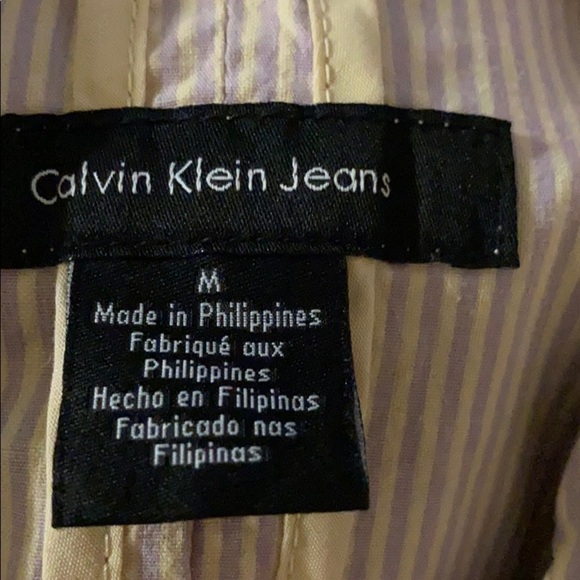 Calvin Klein Jeans
M
Made in Philippines
Fabriqué aux
Philippines
Hecho en Filipinas
Fabricado nas
Filipinas